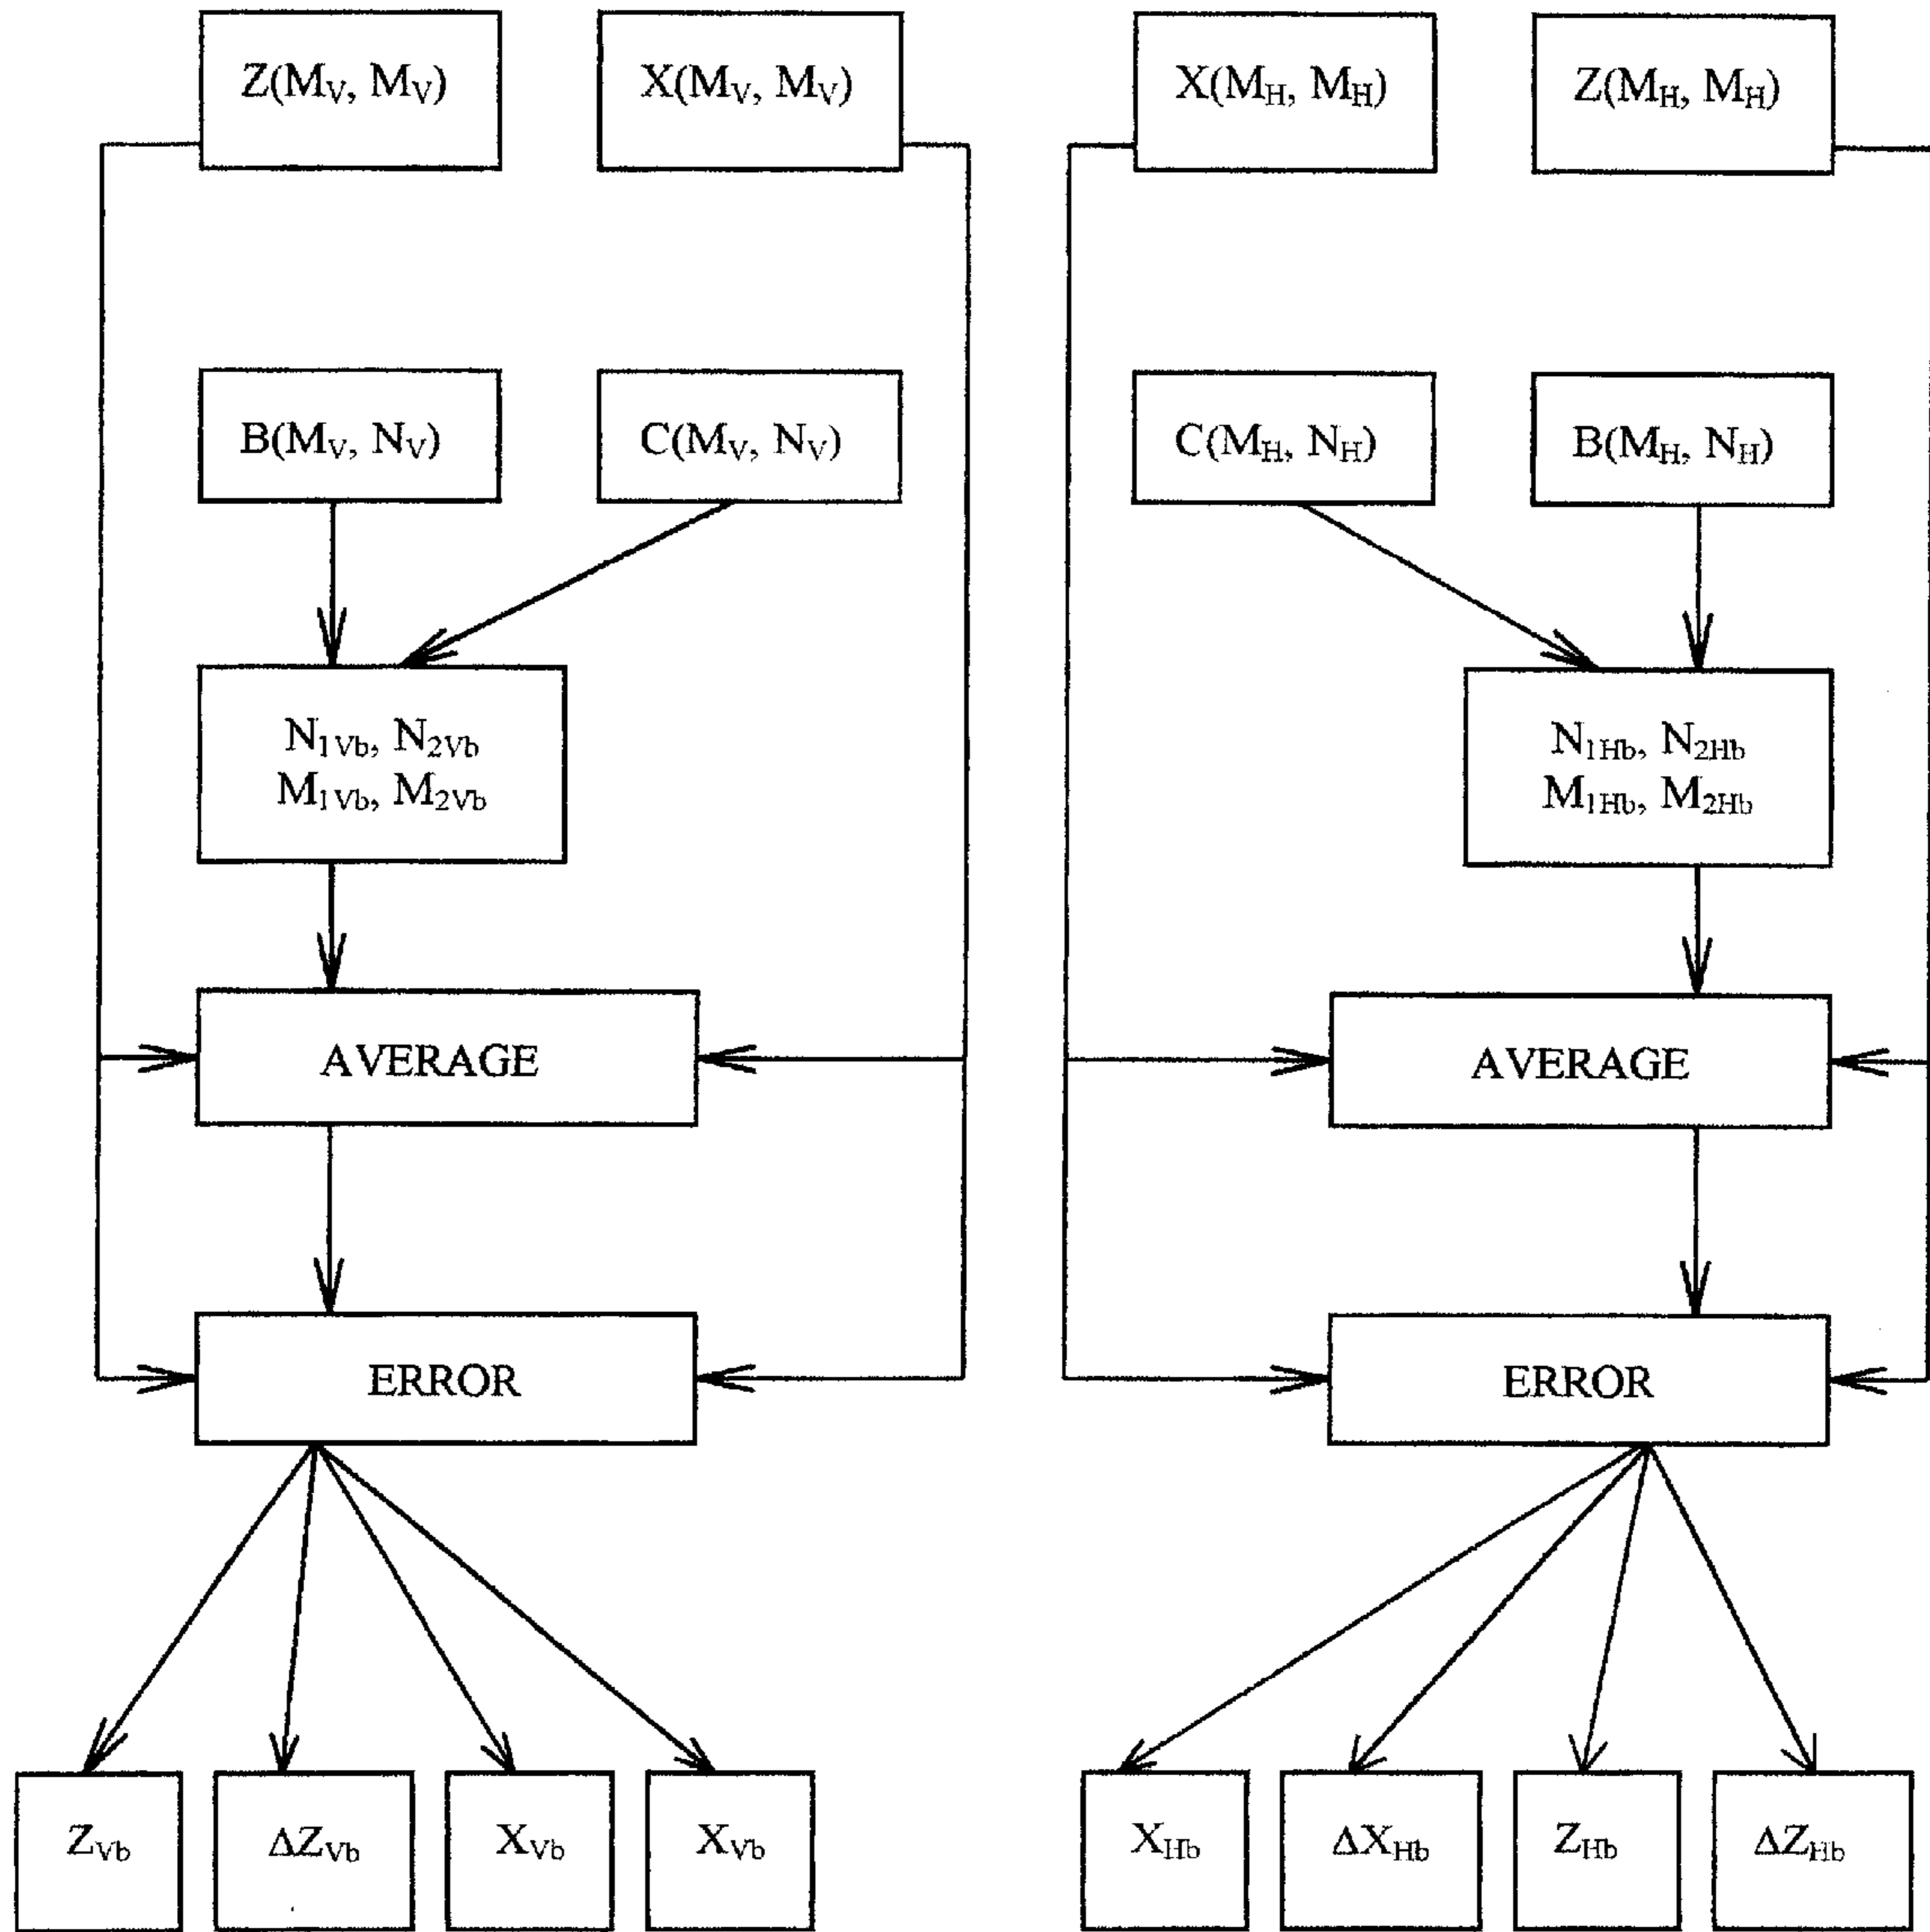 Z(M_V, M_V)
X(M_V, M_V)
X(M_H, M_H)
Z(M_H, M_H)
B(M_V, N_V)
C(M_V, N_V)
C(M_H, N_H)
B(M_H, N_H)
N_1Vb, N_2Vb
M_1Vb, M_2Vb
N_1Hb, N_2Hb
M_1Hb, M_2Hb
AVERAGE
AVERAGE
ERROR
ERROR
Z_Vb
ΔZ_Vb
X_Vb
X_Vb
X_Hb
ΔX_Hb
Z_Hb
ΔZ_Hb